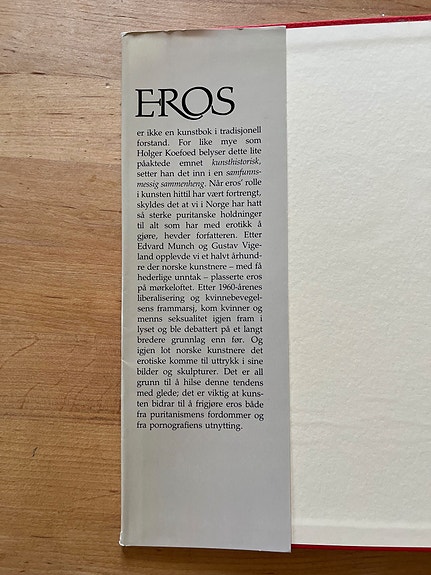 EROS
er ikke en kunstbok i tradisjonell
forstand. For like mye som
Holger Koefoed belyser dette lite
påaktede emnet kunsthistorisk,
setter han det inn i en samfunns-
messig sammenheng. Når eros' rolle
i kunsten hittil har vært fortrengt,
skyldes det at vi i Norge har hatt
så sterke puritanske holdninger
til alt som har med erotikk å
gjøre, hevder forfatteren. Etter
Edvard Munch og Gustav Vige-
land opplevde vi et halvt århund-
re der norske kunstnere – med få
hederlige unntak – plasserte eros
på mørkeloftet. Etter 1960-årenes
liberalisering og kvinnebevegel-
sens frammarsj, kom kvinner og
menns seksualitet igjen fram i
lyset og ble debattert på et langt
bredere grunnlag enn før. Og
igjen lot norske kunstnere det
erotiske komme til uttrykk i sine
bilder og skulpturer. Det er all
grunn til å hilse denne tendens
med glede; det er viktig at kuns-
ten bidrar til å frigjøre eros både
fra puritanismens fordommer og
fra pornografiens utnytting.